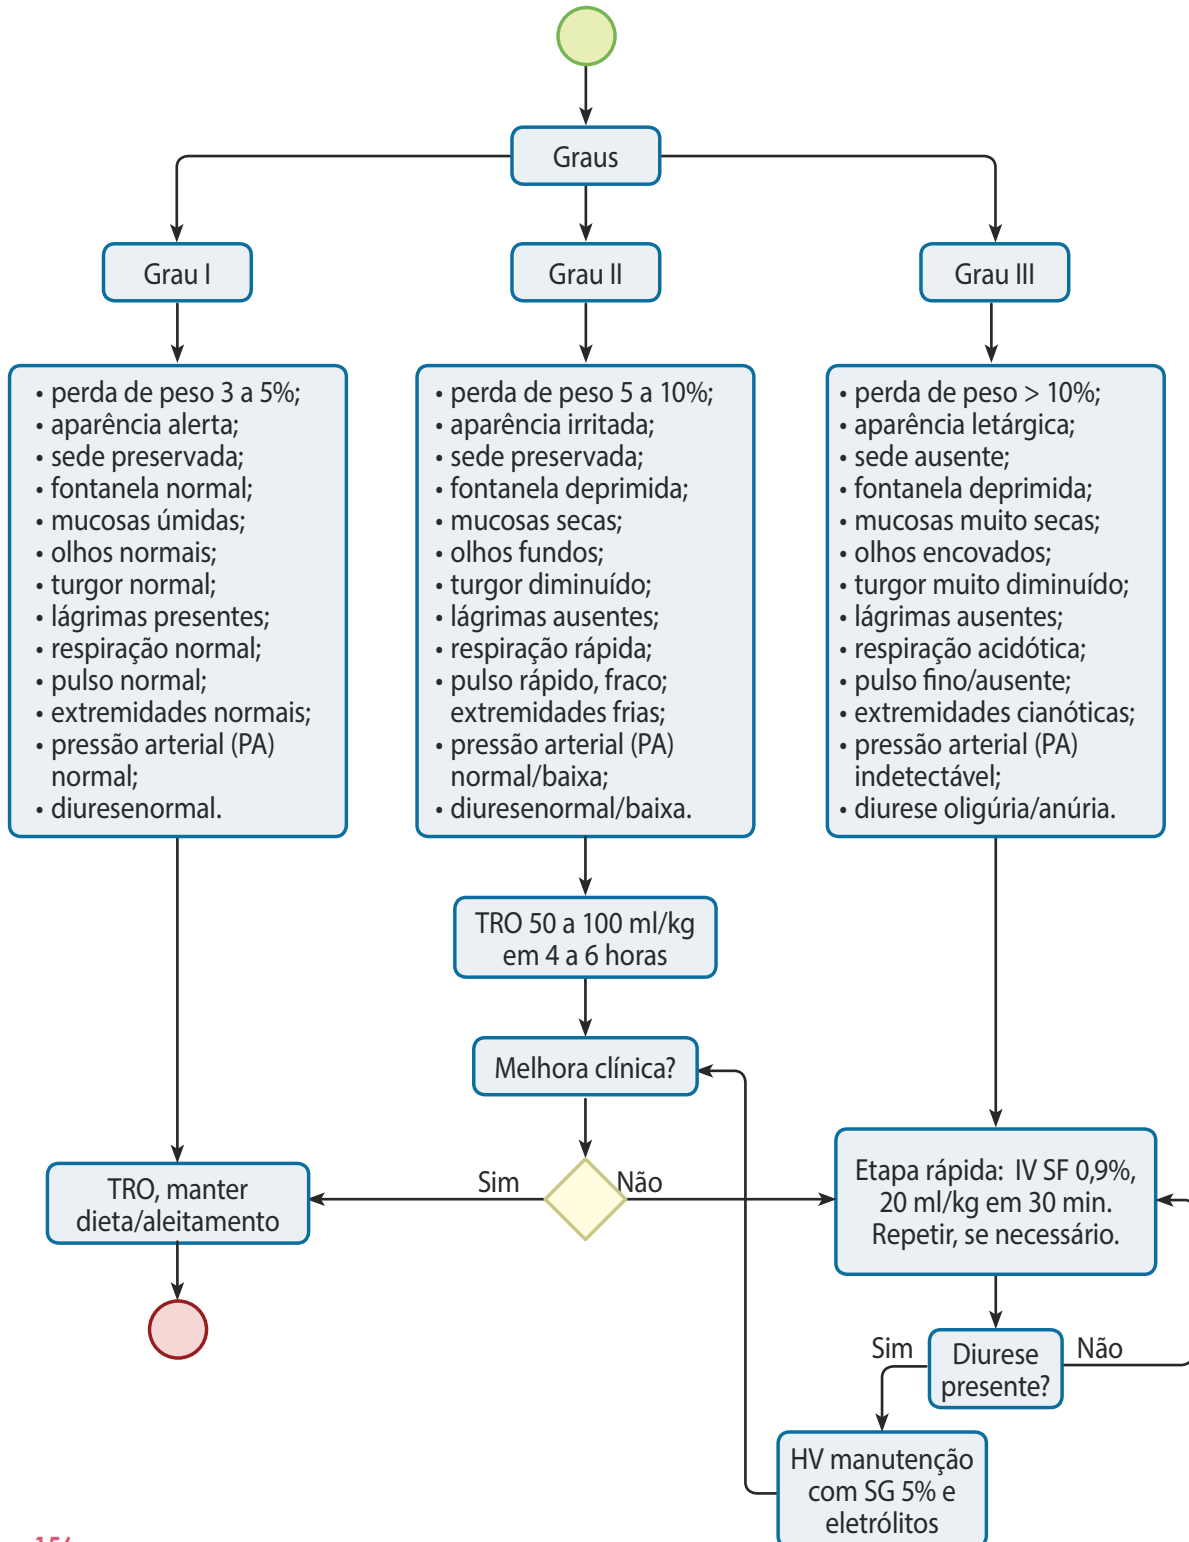 Graus
Grau I
Grau II
Grau III
• perda de peso 3 a 5%;
• aparência alerta;
• sede preservada;
• fontanela normal;
• mucosas úmidas;
• olhos normais;
• turgor normal;
• lágrimas presentes;
• respiração normal;
• pulso normal;
• extremidades normais;
• pressão arterial (PA)
normal;
• diuresenormal.
• perda de peso 5 a 10%;
• aparência irritada;
• sede preservada;
• fontanela deprimida;
• mucosas secas;
• olhos fundos;
• turgor diminuído;
• lágrimas ausentes;
• respiração rápida;
• pulso rápido, fraco;
extremidades frias;
• pressão arterial (PA)
normal/baixa;
• diuresenormal/baixa.
• perda de peso > 10%;
• aparência letárgica;
• sede ausente;
• fontanela deprimida;
• mucosas muito secas;
• olhos encovados;
• turgor muito diminuído;
• lágrimas ausentes;
• respiração acidótica;
• pulso fino/ausente;
• extremidades cianóticas;
• pressão arterial (PA)
indetectável;
• diurese oligúria/anúria.
TRO 50 a 100 ml/kg
em 4 a 6 horas
Melhora clínica?
Sim
Não
TRO, manter
dieta/aleitamento
Etapa rápida: IV SF 0,9%,
20 ml/kg em 30 min.
Repetir, se necessário.
Sim
Diurese
presente?
Não
HV manutenção
com SG 5% e
eletrólitos